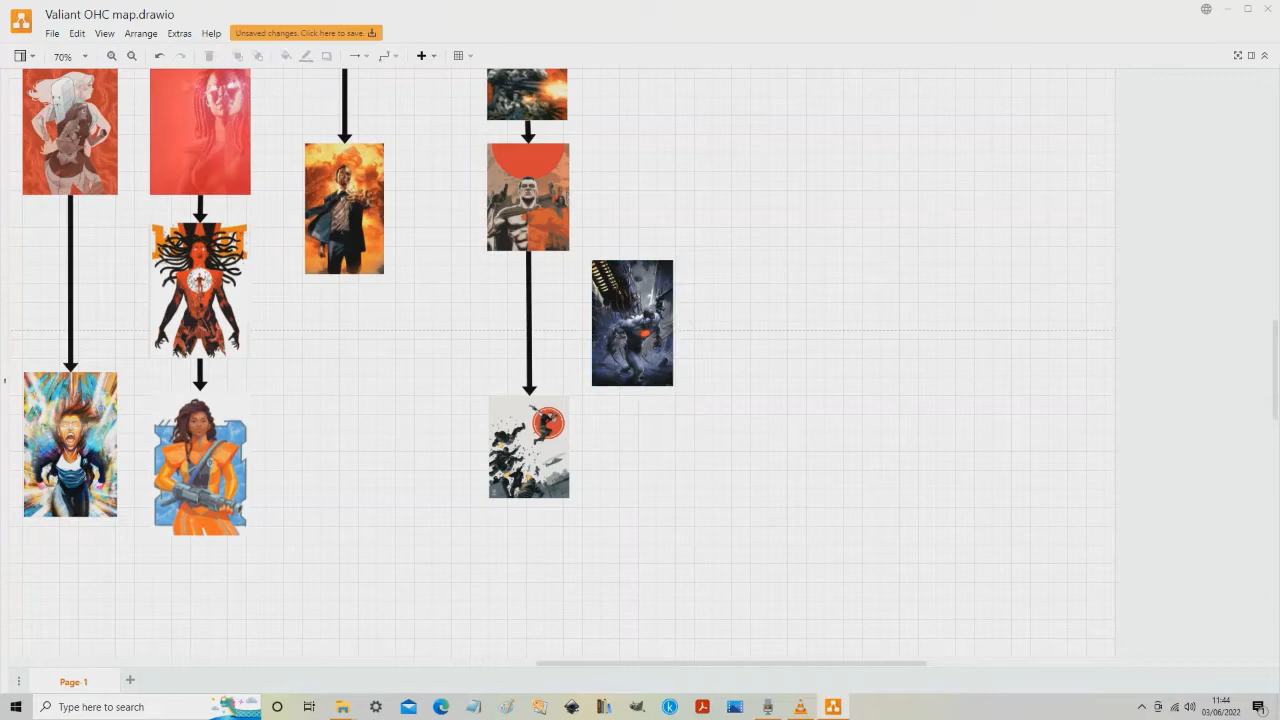 Valiant OHC map.drawio
File Edit View Arrange Extras Help Unsaved changes. Click here to save.
70%
Page-1
Type here to search
11:44
03/06/2022